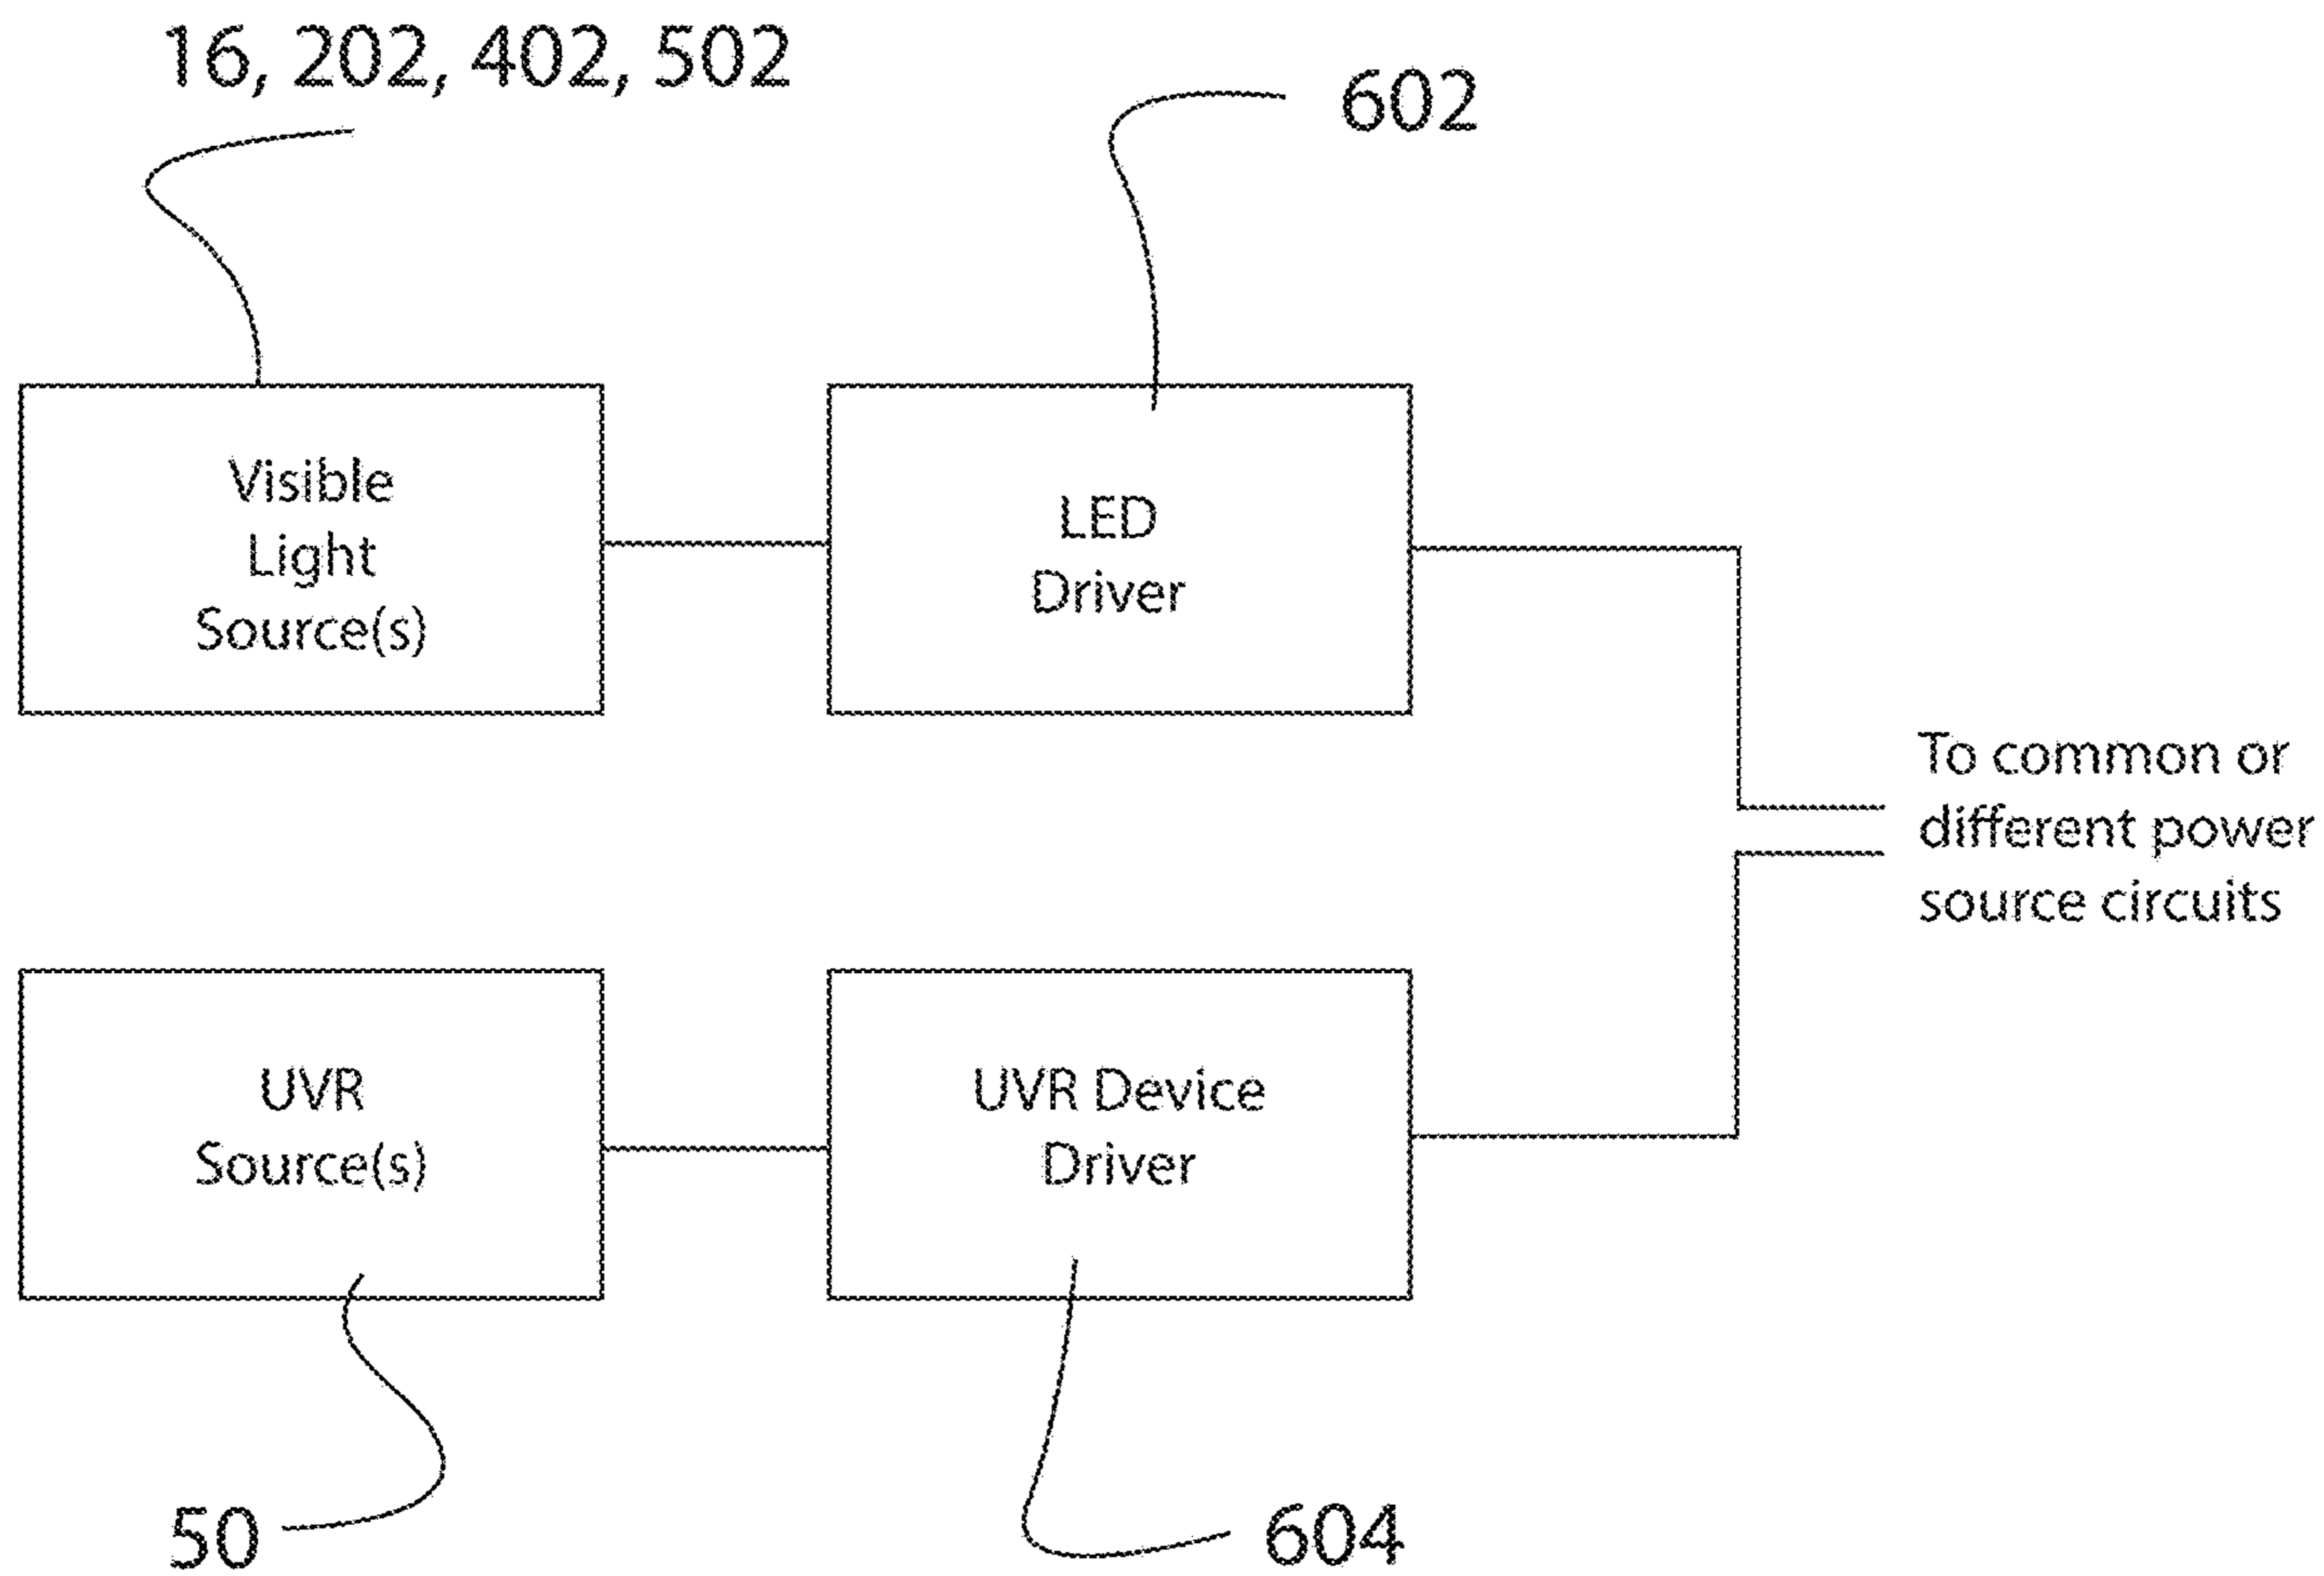 16, 202, 402, 502
602
Visible
Light
Source(s)
LED
Driver
To common or
different power
source circuits
UVR
Source(s)
UVR Device
Driver
50
604